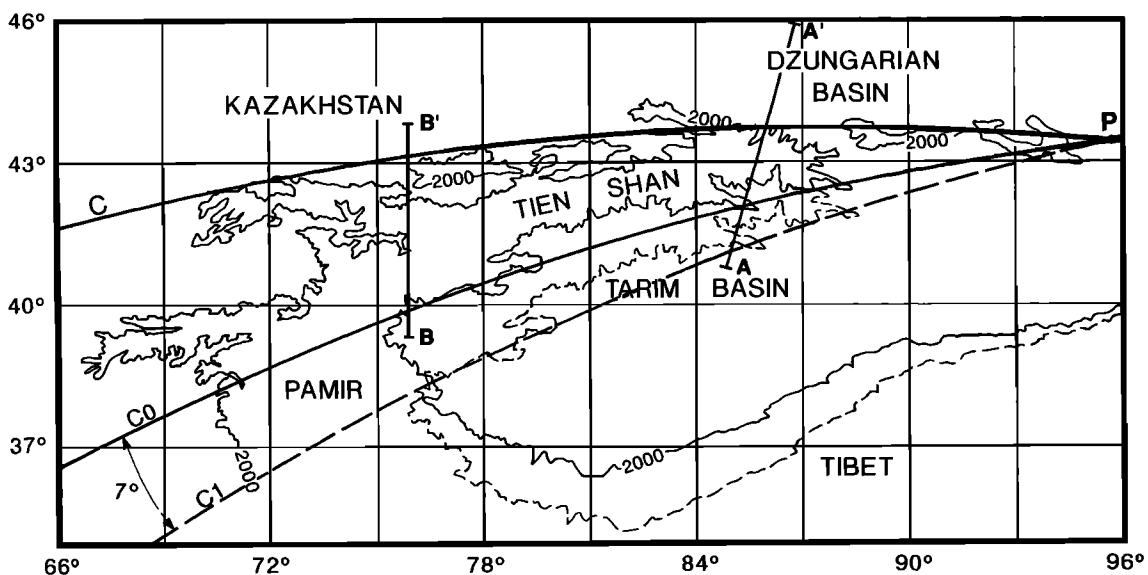 46°
A'
DZUNGARIAN
BASIN
KAZAKHSTAN
B'
2000
P
2000
43°
2000
SHAN
TIEN
C
A
TARIM BASIN
40°
B
PAMIR
C0
37°
2000
2000
TIBET
7°
C1
66° 72° 78° 84° 90° 96°